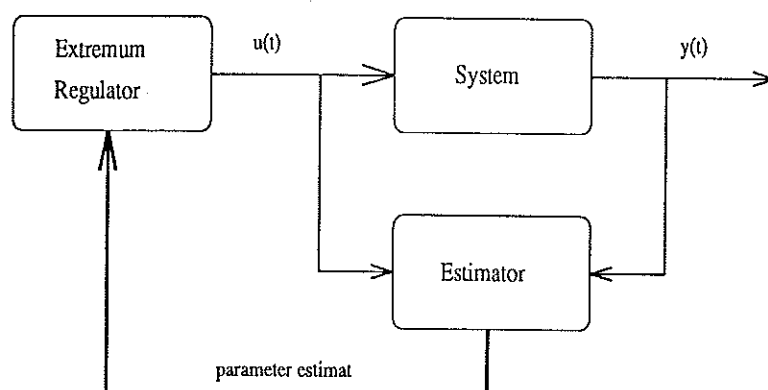 Extremum
Regulator
u(t)
System
y(t)
Estimator
parameter estimat